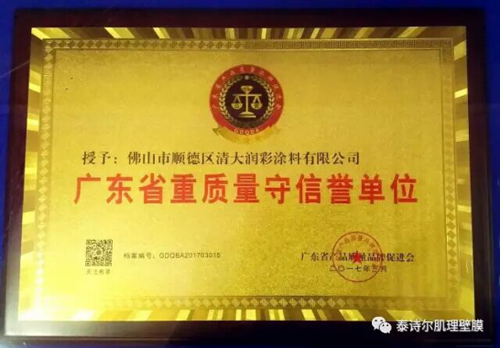 GDQBA
授予：佛山市顺德区清大润彩涂料有限公司
广东省重质量守信誉单位
档案编号：GDQBA201703015
广东省产品质量品牌促进会
二〇一七年三月
泰诗尔肌理壁膜